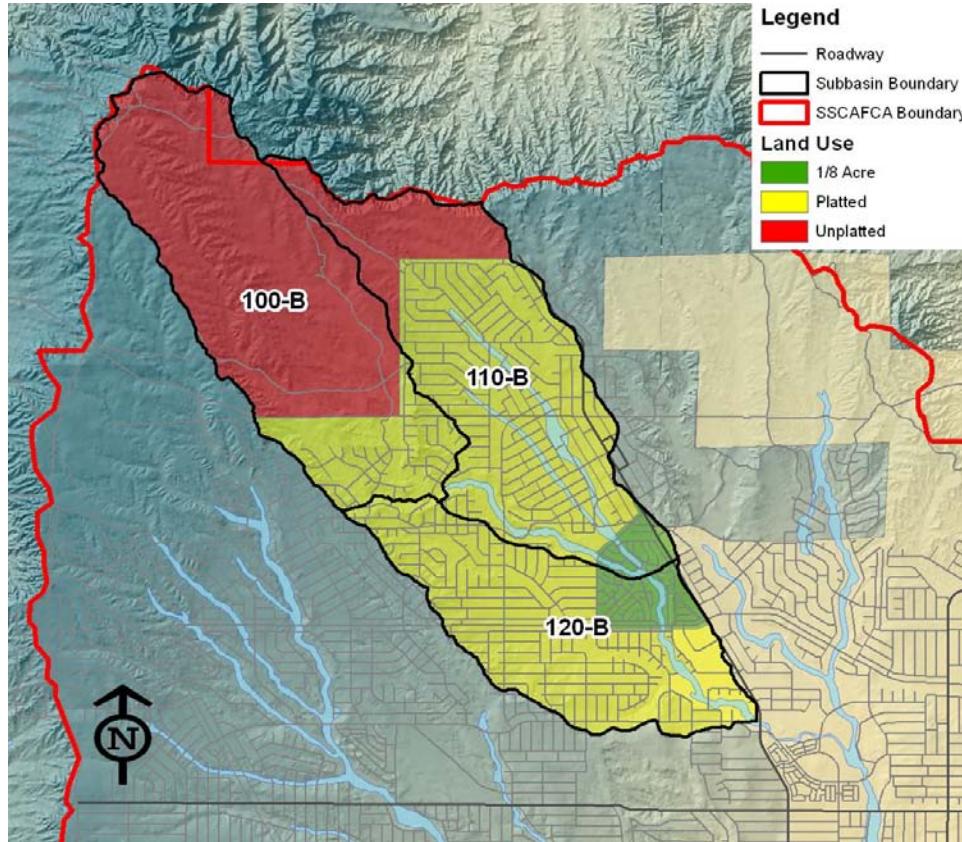 Legend
Roadway
Subbasin Boundary
SSCAFCA Boundary
Land Use
1/8 Acre
Platted
Unplatted
100-B
110-B
120-B
N